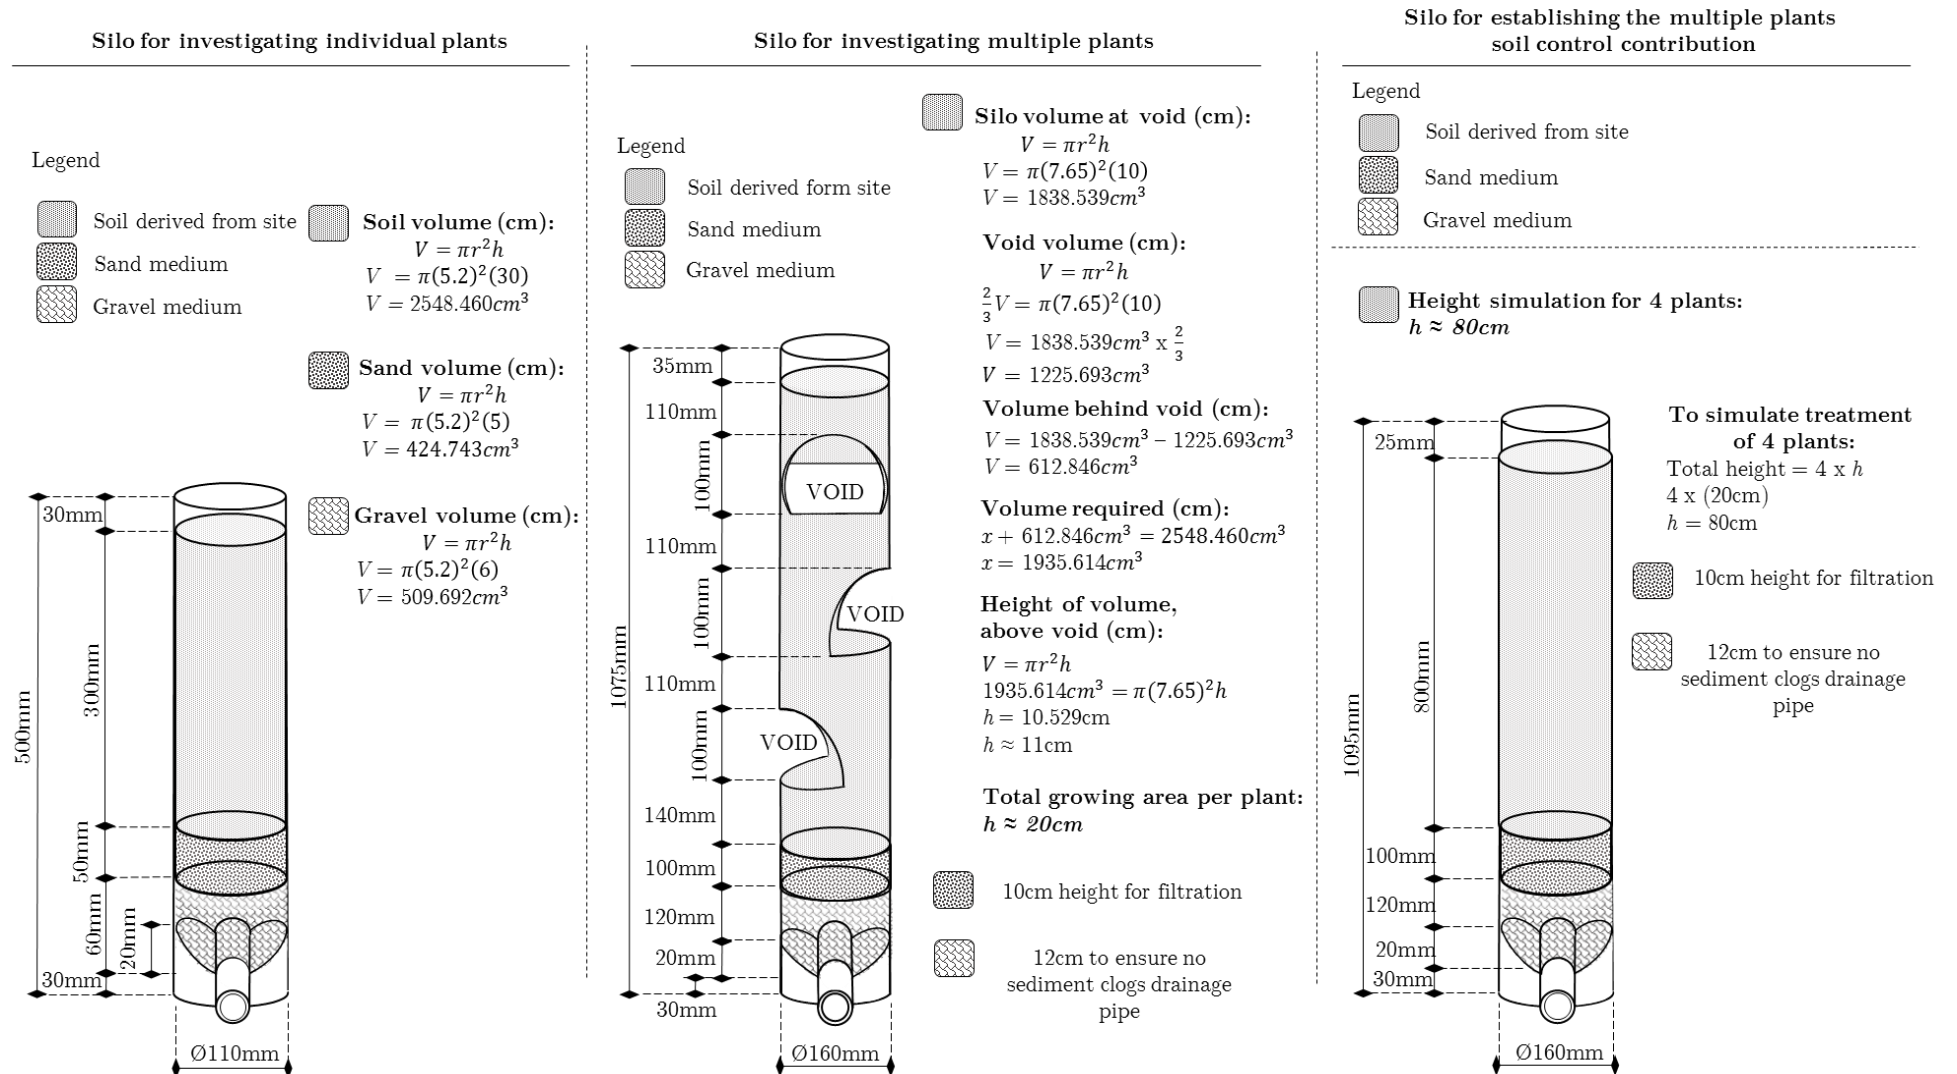 Silo for investigating individual plants
Legend
Soil derived from site
Sand medium
Gravel medium
Soil volume (cm):
V = πr²h
V = π(5.2)²(30)
V = 2548.460cm³
Sand volume (cm):
V = πr²h
V = π(5.2)²(5)
V = 424.743cm³
Gravel volume (cm):
V = πr²h
V = π(5.2)²(6)
V = 509.692cm³
500mm
30mm
300mm
50mm
60mm
20mm
30mm
Ø110mm
Silo for investigating multiple plants
Legend
Soil derived form site
Sand medium
Gravel medium
1075mm
35mm
110mm
100mm
VOID
110mm
100mm
VOID
110mm
100mm
VOID
140mm
100mm
120mm
20mm
30mm
Ø160mm
Silo volume at void (cm):
V = πr²h
V = π(7.65)²(10)
V = 1838.539cm³
Void volume (cm):
V = πr²h
2/3 V = π(7.65)²(10)
V = 1838.539cm³ x 2/3
V = 1225.693cm³
Volume behind void (cm):
V = 1838.539cm³ – 1225.693cm³
V = 612.846cm³
Volume required (cm):
x + 612.846cm³ = 2548.460cm³
x = 1935.614cm³
Height of volume,
above void (cm):
V = πr²h
1935.614cm³ = π(7.65)²h
h = 10.529cm
h ≈ 11cm
Total growing area per plant:
h ≈ 20cm
10cm height for filtration
12cm to ensure no
sediment clogs drainage
pipe
Silo for establishing the multiple plants
soil control contribution
Legend
Soil derived from site
Sand medium
Gravel medium
Height simulation for 4 plants:
h ≈ 80cm
1095mm
25mm
800mm
100mm
120mm
20mm
30mm
Ø160mm
To simulate treatment
of 4 plants:
Total height = 4 x h
4 x (20cm)
h = 80cm
10cm height for filtration
12cm to ensure no
sediment clogs drainage
pipe